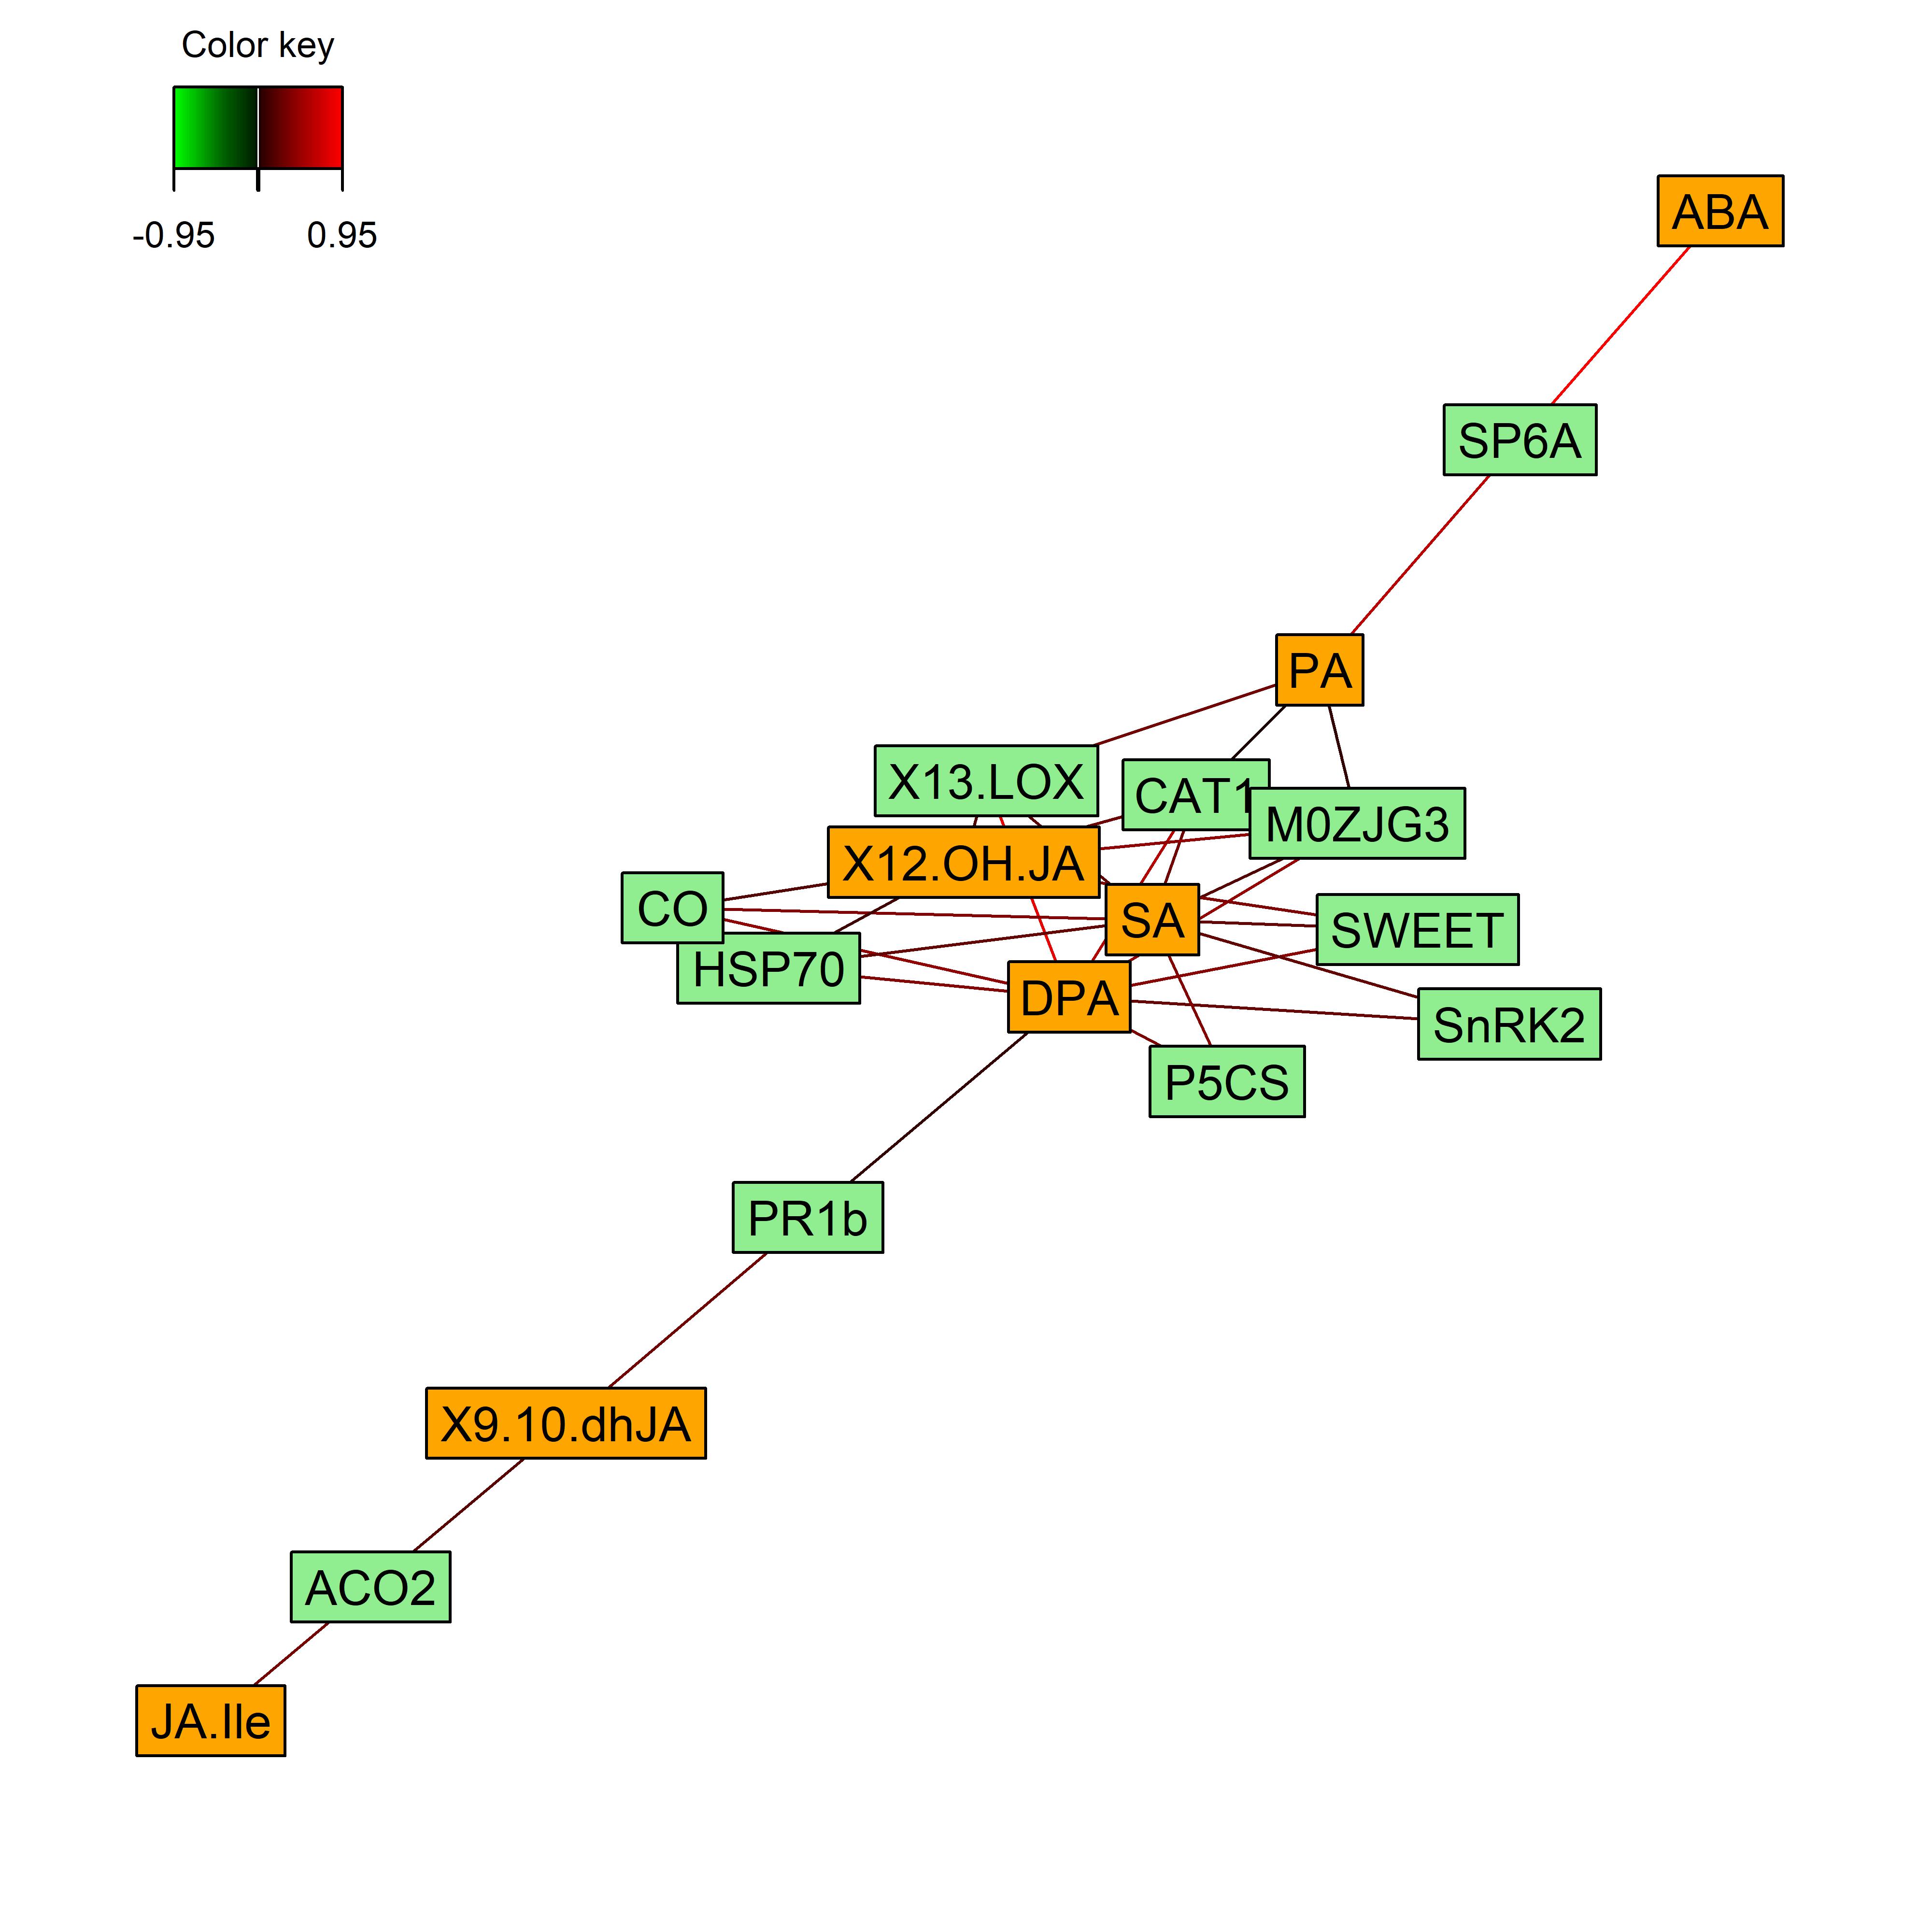 Color key
-0.95 0.95
ABA
SP6A
PA
X13.LOX
CAT1
M0ZJG3
X12.OH.JA
CO
SA
SWEET
HSP70
DPA
SnRK2
P5CS
PR1b
X9.10.dhJA
ACO2
JA.Ile